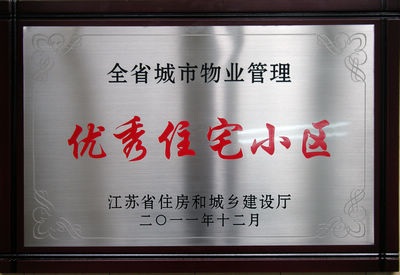 全省城市物业管理
优秀住宅小区
江苏省住房和城乡建设厅
二〇一一年十二月